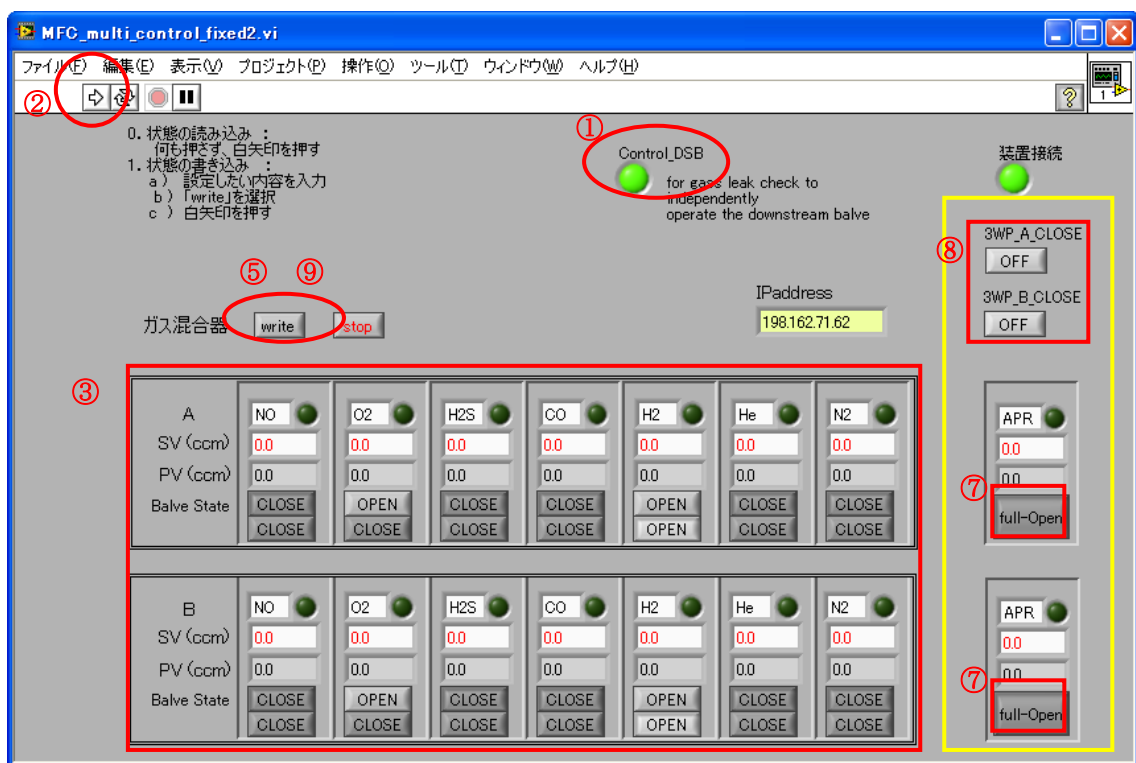 MFC_multi_control_fixed2.vi
ファイル(F) 編集(E) 表示(V) プロジェクト(P) 操作(O) ツール(T) ウィンドウ(W) ヘルプ(H)
②
? 1
0. 状態の読み込み :
何も押さず、白矢印を押す
1. 状態の書き込み :
a) 設定したい内容を入力
b) 「write」を選択
c ) 白矢印を押す
①
Control_DSB
for gass leak check to
independently
operate the downstream balve
装置接続
⑧
3WP_A_CLOSE
OFF
3WP_B_CLOSE
OFF
⑤ ⑨
ガス混合器 write stop
IPaddress
198.162.71.62
③
A NO O2 H2S CO H2 He N2
SV (ccm) 0.0 0.0 0.0 0.0 0.0 0.0 0.0
PV (ccm) 0.0 0.0 0.0 0.0 0.0 0.0 0.0
Balve State CLOSE OPEN CLOSE CLOSE OPEN CLOSE CLOSE
CLOSE CLOSE CLOSE CLOSE OPEN CLOSE CLOSE
APR
0.0
0.0
⑦
full-Open
B NO O2 H2S CO H2 He N2
SV (ccm) 0.0 0.0 0.0 0.0 0.0 0.0 0.0
PV (ccm) 0.0 0.0 0.0 0.0 0.0 0.0 0.0
Balve State CLOSE OPEN CLOSE CLOSE OPEN CLOSE CLOSE
CLOSE CLOSE CLOSE CLOSE OPEN CLOSE CLOSE
APR
0.0
0.0
⑦
full-Open